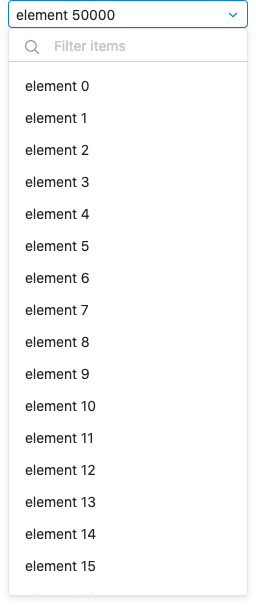 element 50000
Filter items
element 0
element 1
element 2
element 3
element 4
element 5
element 6
element 7
element 8
element 9
element 10
element 11
element 12
element 13
element 14
element 15